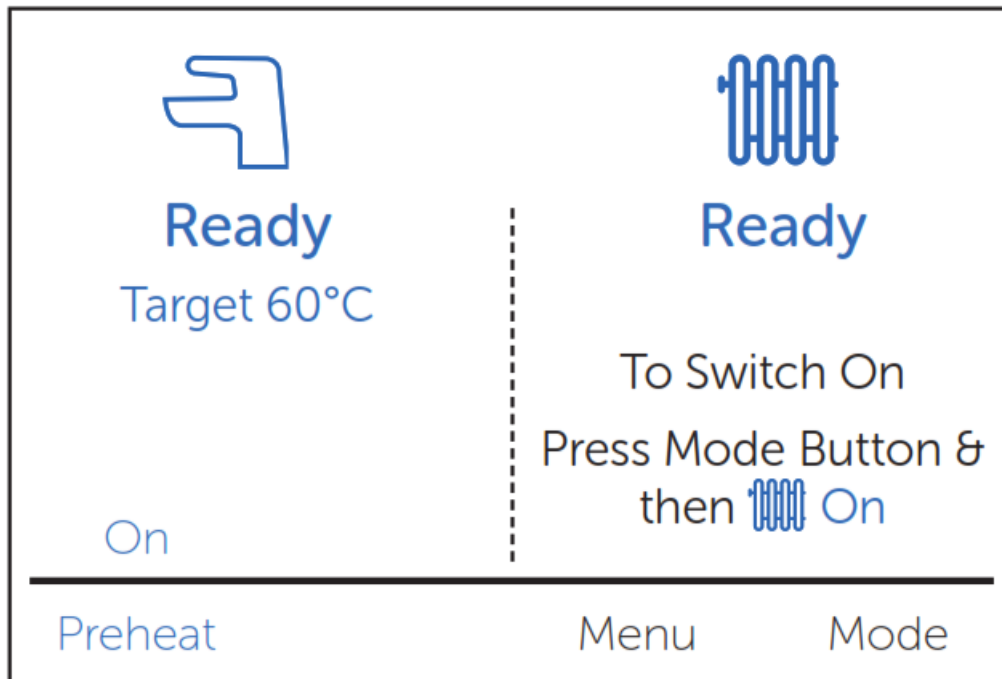 Ready
Target 60°C
On
Ready
To Switch On
Press Mode Button &
then On
Preheat
Menu
Mode